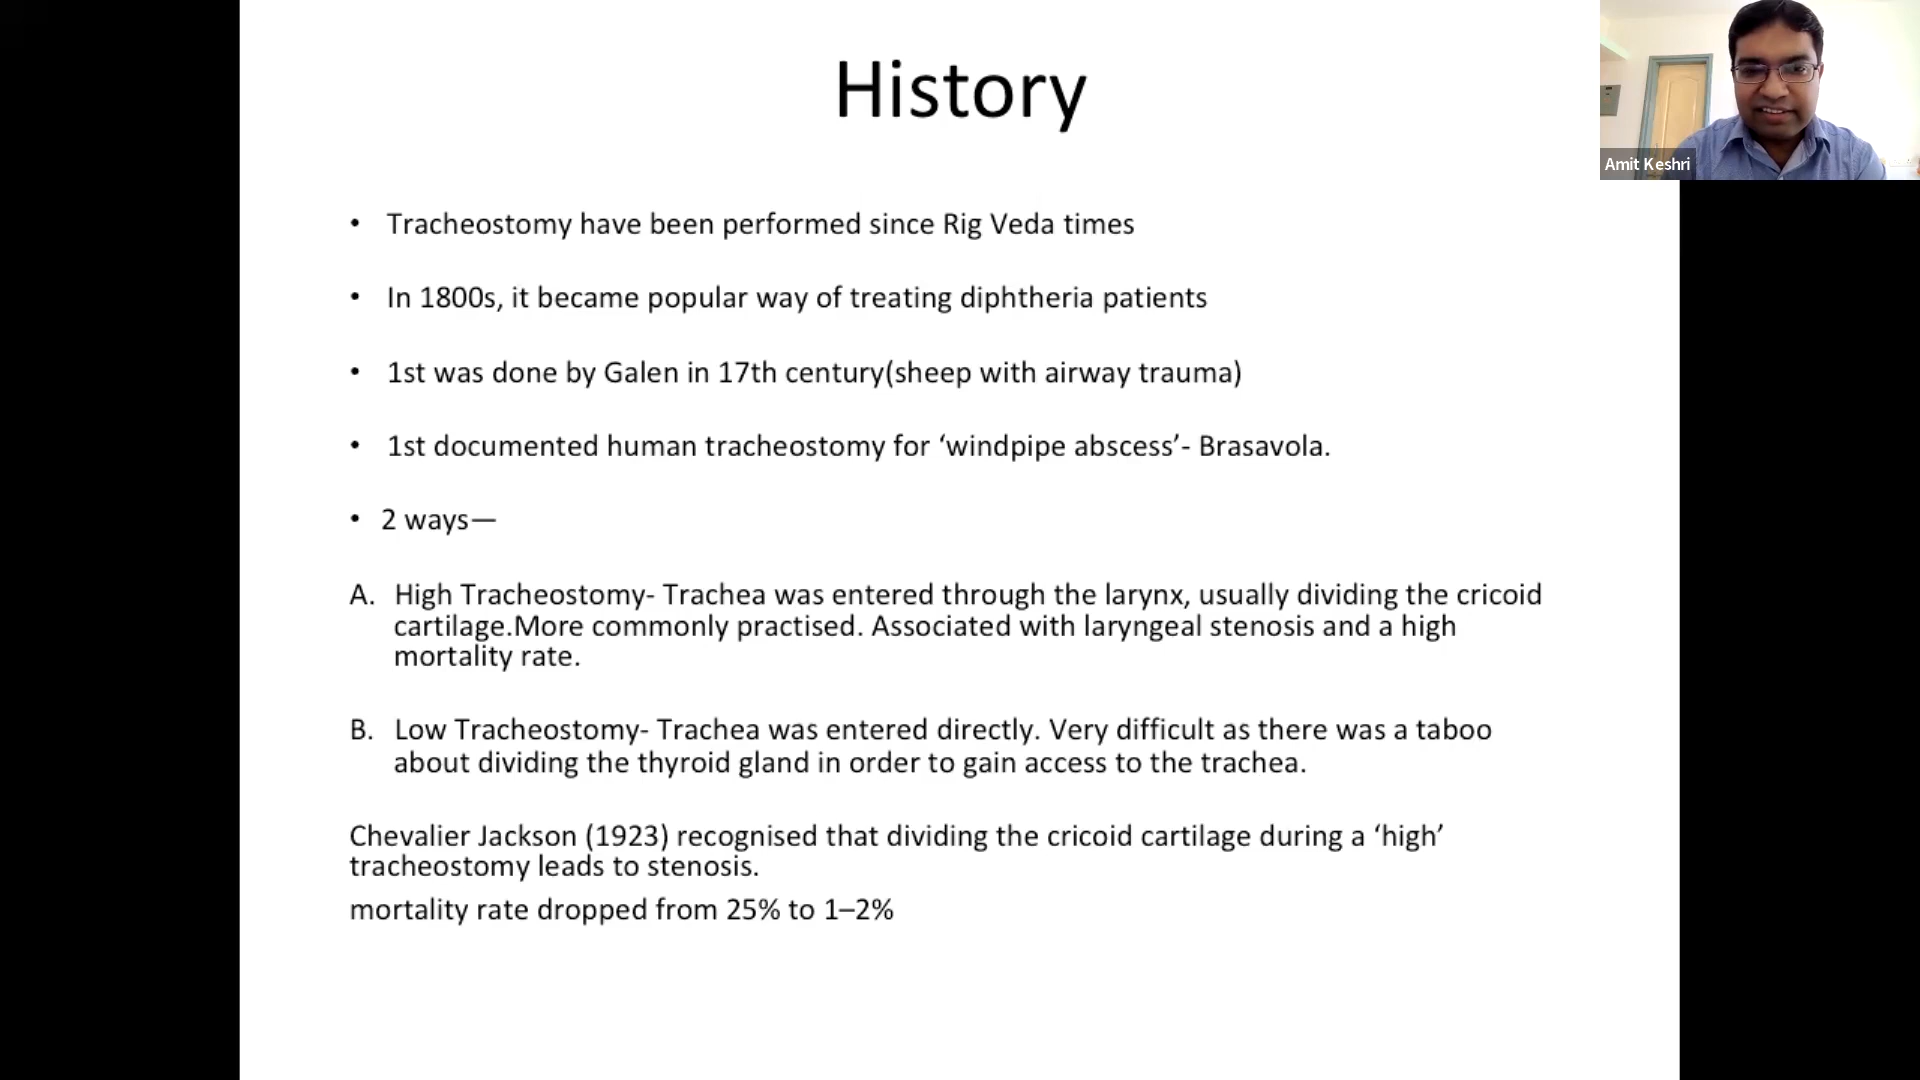 History
Amit Keshri
• Tracheostomy have been performed since Rig Veda times
• In 1800s, it became popular way of treating diphtheria patients
• 1st was done by Galen in 17th century(sheep with airway trauma)
• 1st documented human tracheostomy for ‘windpipe abscess’- Brasavola.
• 2 ways—
A. High Tracheostomy- Trachea was entered through the larynx, usually dividing the cricoid
cartilage.More commonly practised. Associated with laryngeal stenosis and a high
mortality rate.
B. Low Tracheostomy- Trachea was entered directly. Very difficult as there was a taboo
about dividing the thyroid gland in order to gain access to the trachea.
Chevalier Jackson (1923) recognised that dividing the cricoid cartilage during a ‘high’
tracheostomy leads to stenosis.
mortality rate dropped from 25% to 1–2%